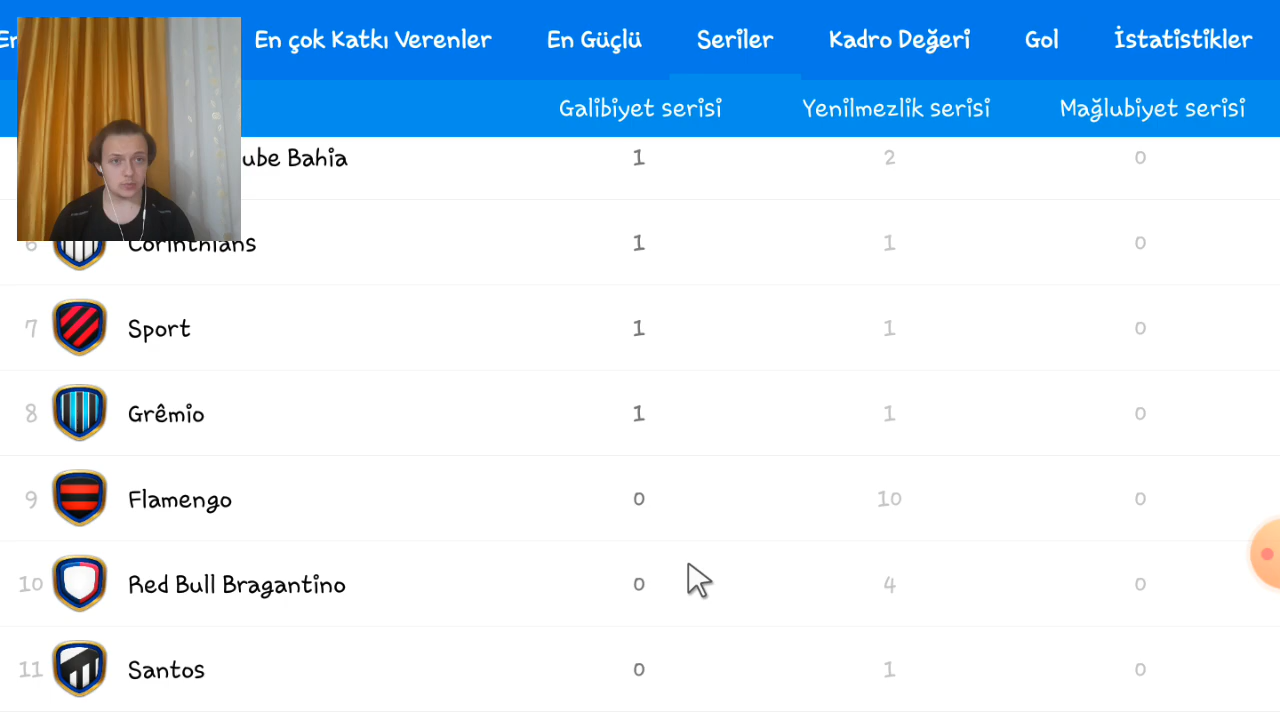 En çok Katkı Verenler En Güçlü Seriler Kadro Değeri Gol İstatistikler
Galibiyet serisi Yenilmezlik serisi Mağlubiyet serisi
Bahia 1 2 0
6 Corinthians 1 1 0
7 Sport 1 1 0
8 Grêmio 1 1 0
9 Flamengo 0 10 0
10 Red Bull Bragantino 0 4 0
11 Santos 0 1 0